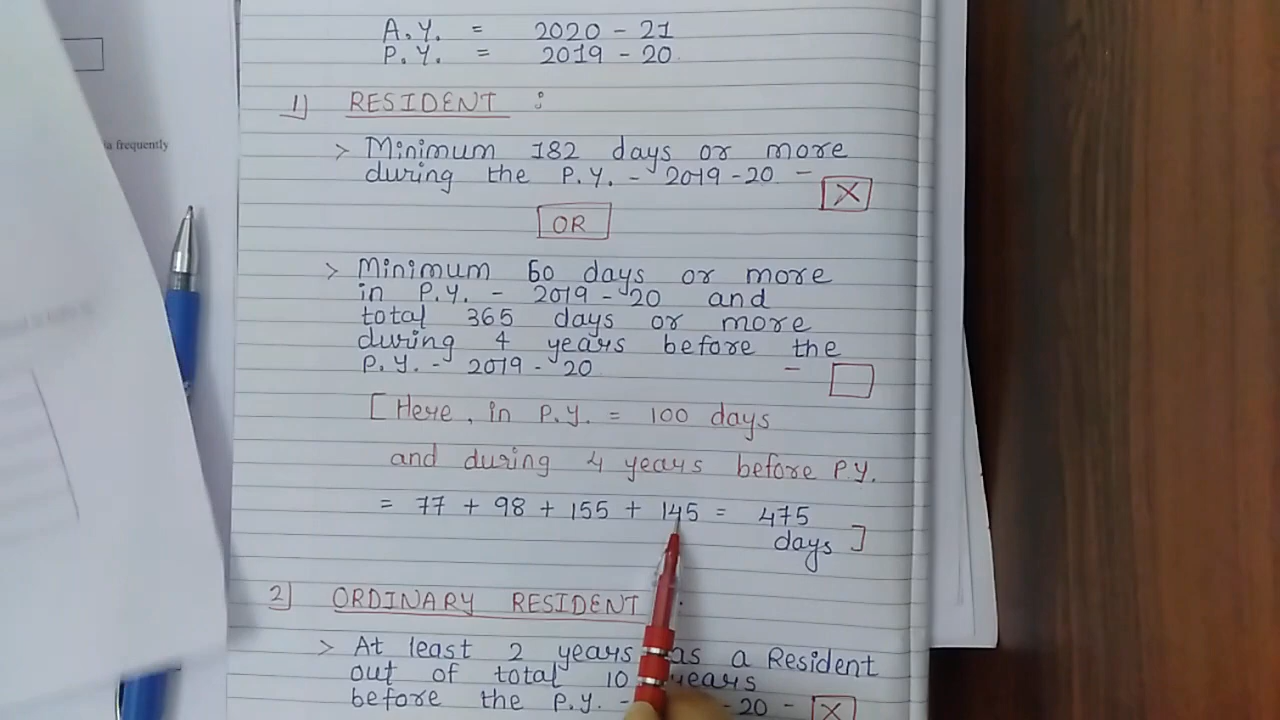 A.Y. = 2020 - 21
P.Y. = 2019 - 20
a frequently
1] RESIDENT :
> Minimum 182 days or more
during the P.Y. - 2019-20 - X
OR
> Minimum 60 days or more
in P.Y. - 2019 - 20 and
total 365 days or more
during 4 years before the
P.Y. - 2019 - 20 -
[ Here, in P.Y. = 100 days
and during 4 years before P.Y.
= 77 + 98 + 155 + 145 = 475
days ]
2] ORDINARY RESIDENT :
> At least 2 years as a Resident
out of total 10 years
before the P.Y. - 20 - X